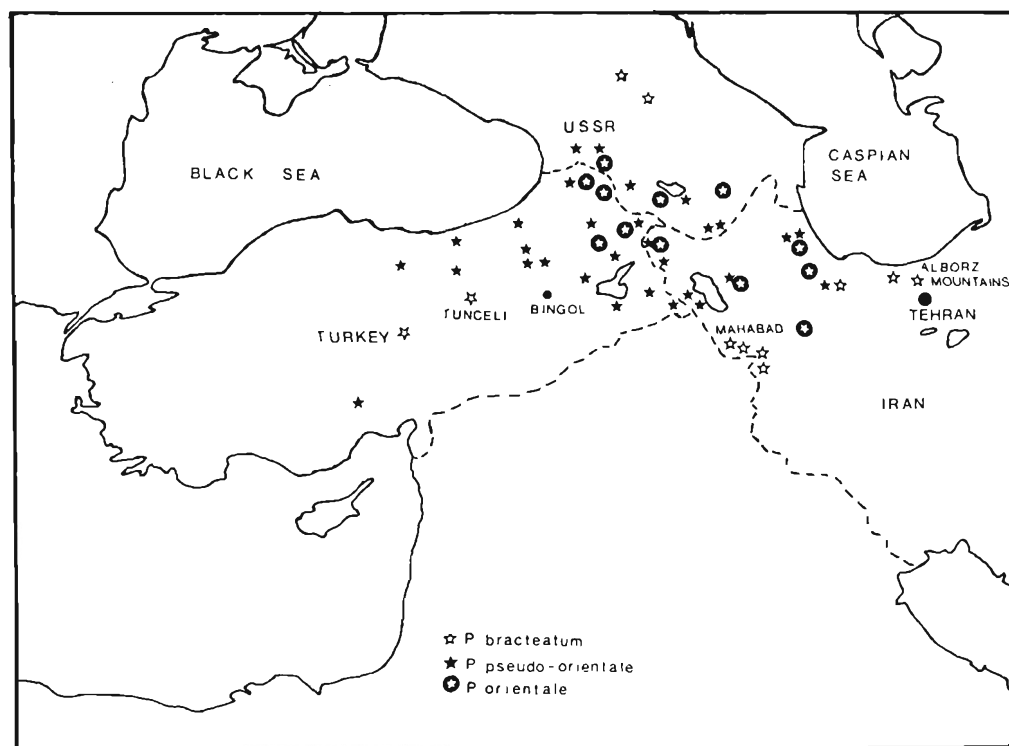 USSR
BLACK SEA
CASPIAN
SEA
ALBORZ
MOUNTAINS
TUNCELI
BINGOL
TEHRAN
TURKEY
MAHABAD
IRAN
P bracteatum
P pseudo-orientale
P orientale